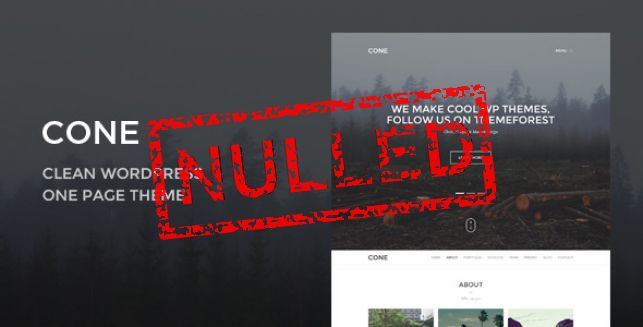 CONE
CLEAN WORDPRESS
ONE PAGE THEME
NULLED
CONE
MENU
WE MAKE COOL WP THEMES,
FOLLOW US ON THEMEFOREST
CONE
HOME ABOUT PORTFOLIO SERVICES TEAM PRICING BLOG CONTACT
ABOUT